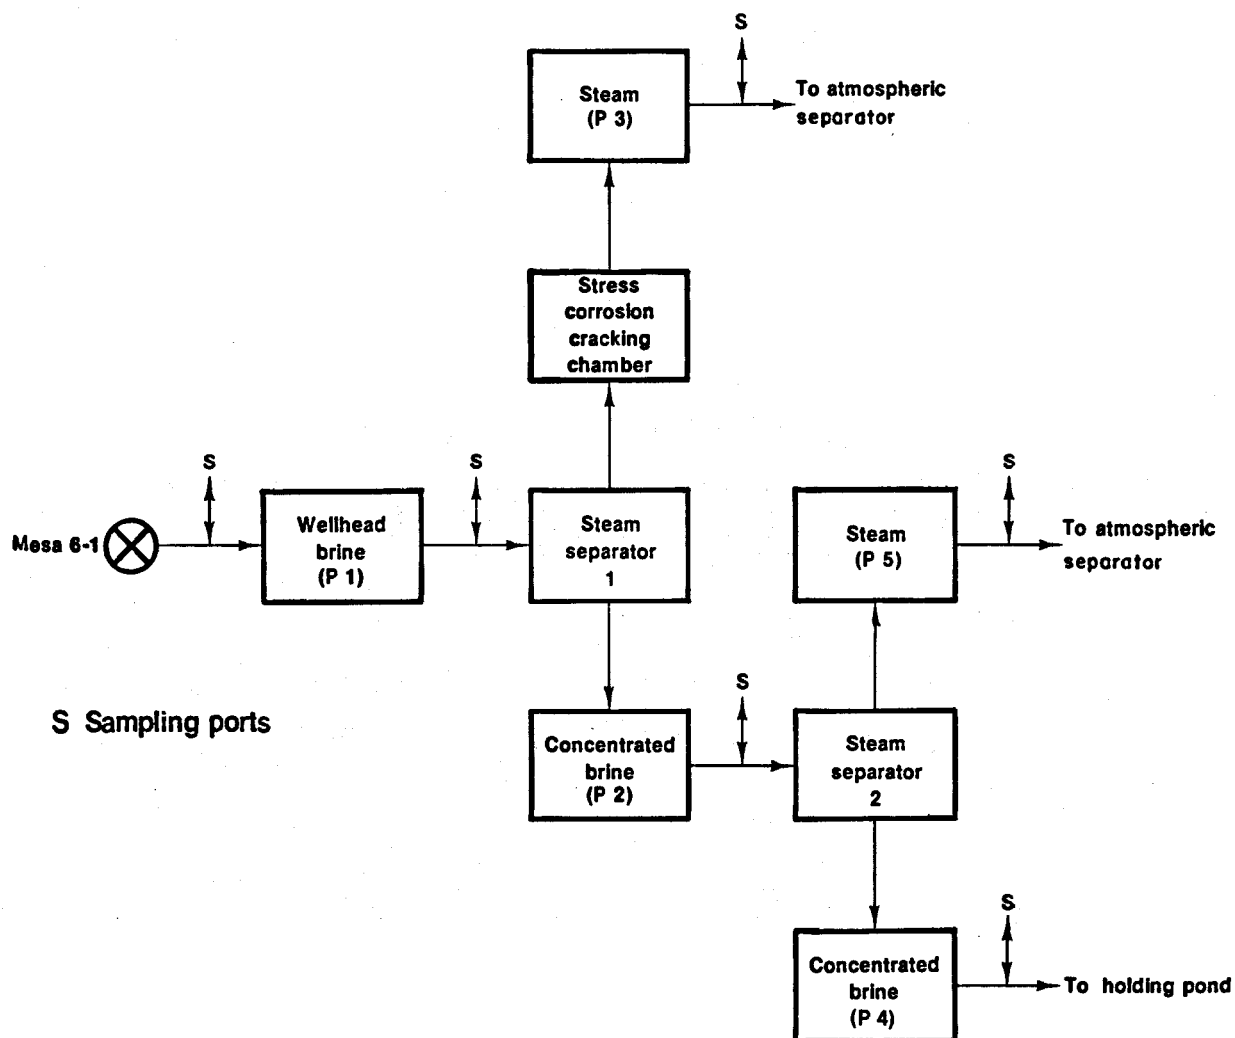 S
Steam
(P 3)
To atmospheric
separator
Stress
corrosion
cracking
chamber
S
S
S
Mesa 6-1
Wellhead
brine
(P 1)
Steam
separator
1
Steam
(P 5)
To atmospheric
separator
S
S Sampling ports
Concentrated
brine
(P 2)
Steam
separator
2
S
Concentrated
brine
(P 4)
To holding pond